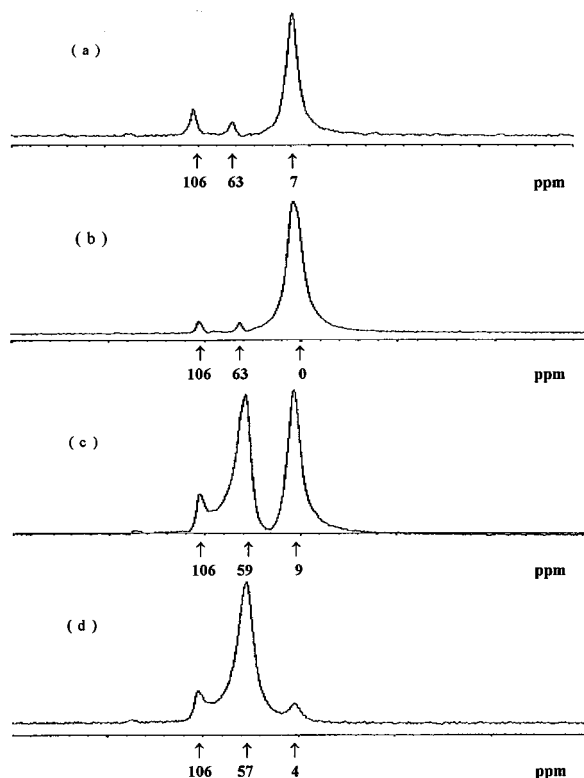 ( a )
↑ ↑ ↑
106 63 7 ppm
( b )
↑ ↑ ↑
106 63 0 ppm
( c )
↑ ↑ ↑
106 59 9 ppm
( d )
↑ ↑ ↑
106 57 4 ppm